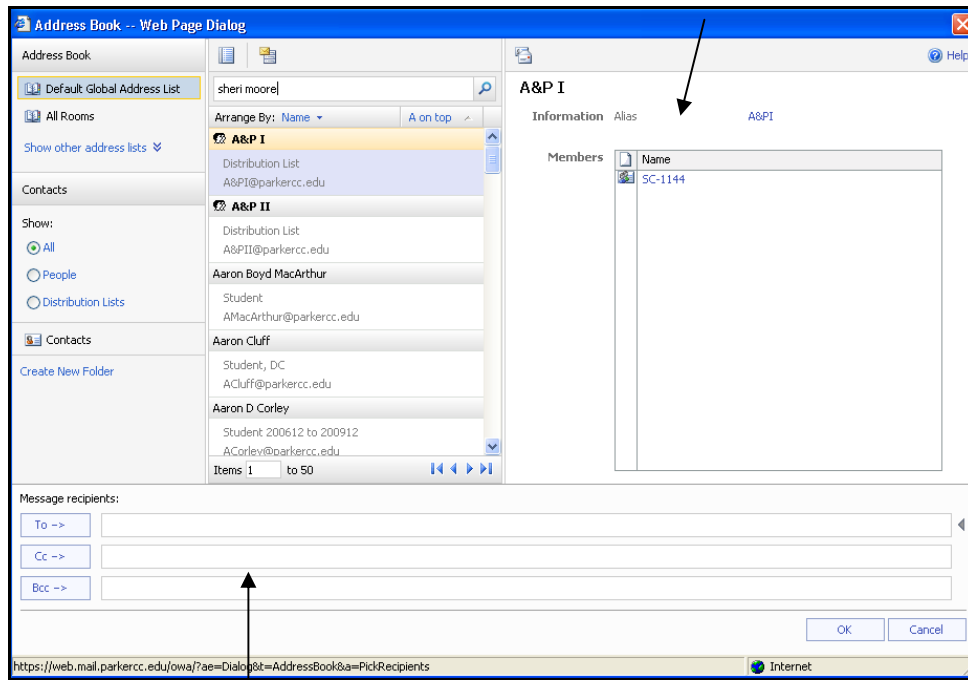 Address Book -- Web Page Dialog
Address Book
Help
Default Global Address List
All Rooms
Show other address lists
Contacts
Show:
All
People
Distribution Lists
Contacts
Create New Folder
sheri moore
Arrange By: Name
A on top
A&P I
Distribution List
A&PI@parkercc.edu
A&P II
Distribution List
A&PII@parkercc.edu
Aaron Boyd MacArthur
Student
AMacArthur@parkercc.edu
Aaron Cluff
Student, DC
ACluff@parkercc.edu
Aaron D Corley
Student 200612 to 200912
ACorley@parkercc.edu
Items 1 to 50
A&P I
Information Alias A&PI
Members
Name
SC-1144
Message recipients:
To ->
Cc ->
Bcc ->
OK
Cancel
https://web.mail.parkercc.edu/owa/?ae=Dialog&t=AddressBook&a=PickRecipients
Internet